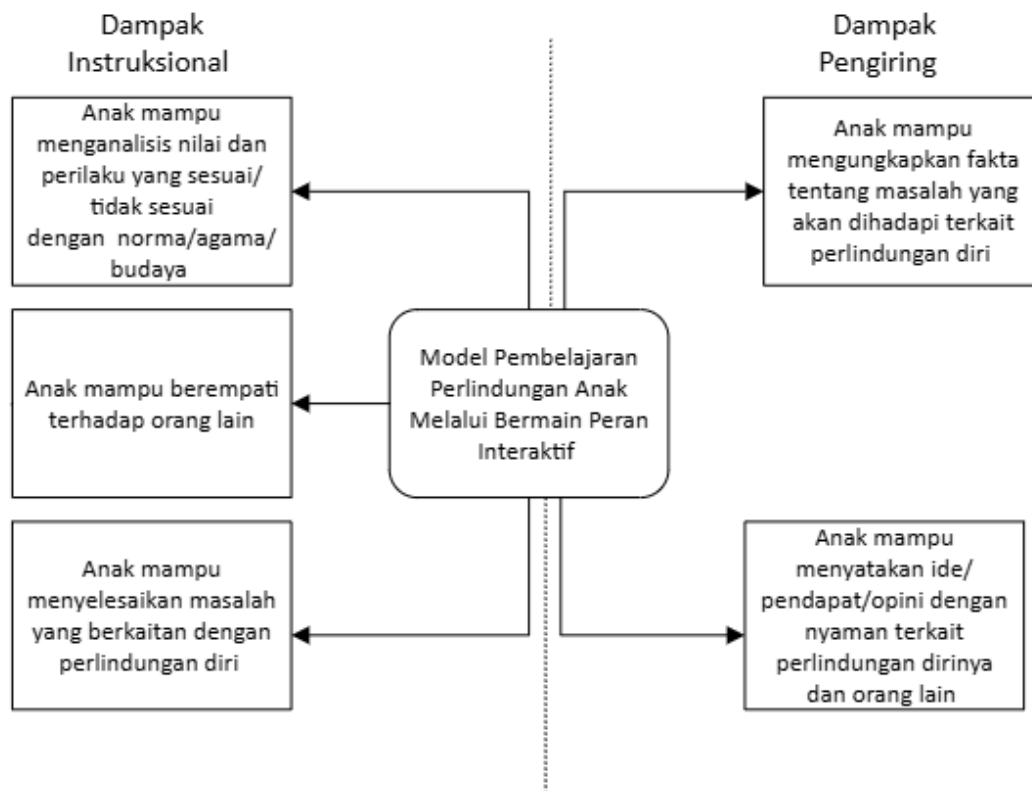 Dampak
Instruksional
Anak mampu
menganalisis nilai dan
perilaku yang sesuai/
tidak sesuai
dengan norma/agama/
budaya
Anak mampu berempati
terhadap orang lain
Anak mampu
menyelesaikan masalah
yang berkaitan dengan
perlindungan diri
Model Pembelajaran
Perlindungan Anak
Melalui Bermain Peran
Interaktif
Dampak
Pengiring
Anak mampu
mengungkapkan fakta
tentang masalah yang
akan dihadapi terkait
perlindungan diri
Anak mampu
menyatakan ide/
pendapat/opini dengan
nyaman terkait
perlindungan dirinya
dan orang lain